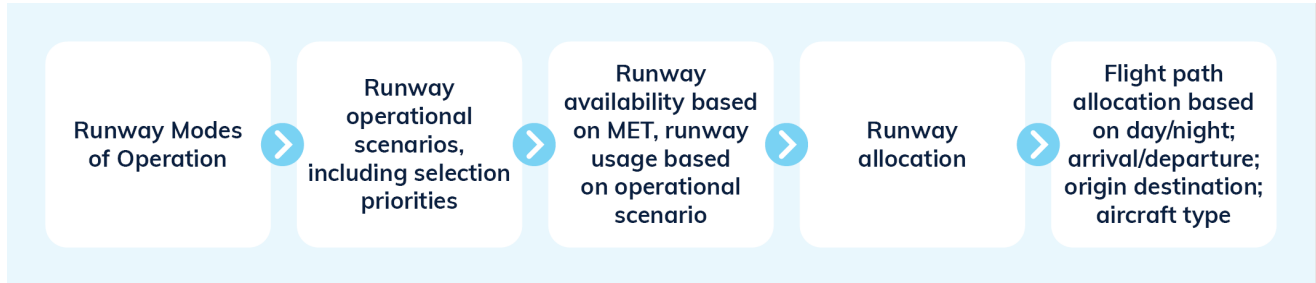 Runway Modes
of Operation
Runway
operational
scenarios,
including selection
priorities
Runway
availability based
on MET, runway
usage based
on operational
scenario
Runway
allocation
Flight path
allocation based
on day/night;
arrival/departure;
origin destination;
aircraft type